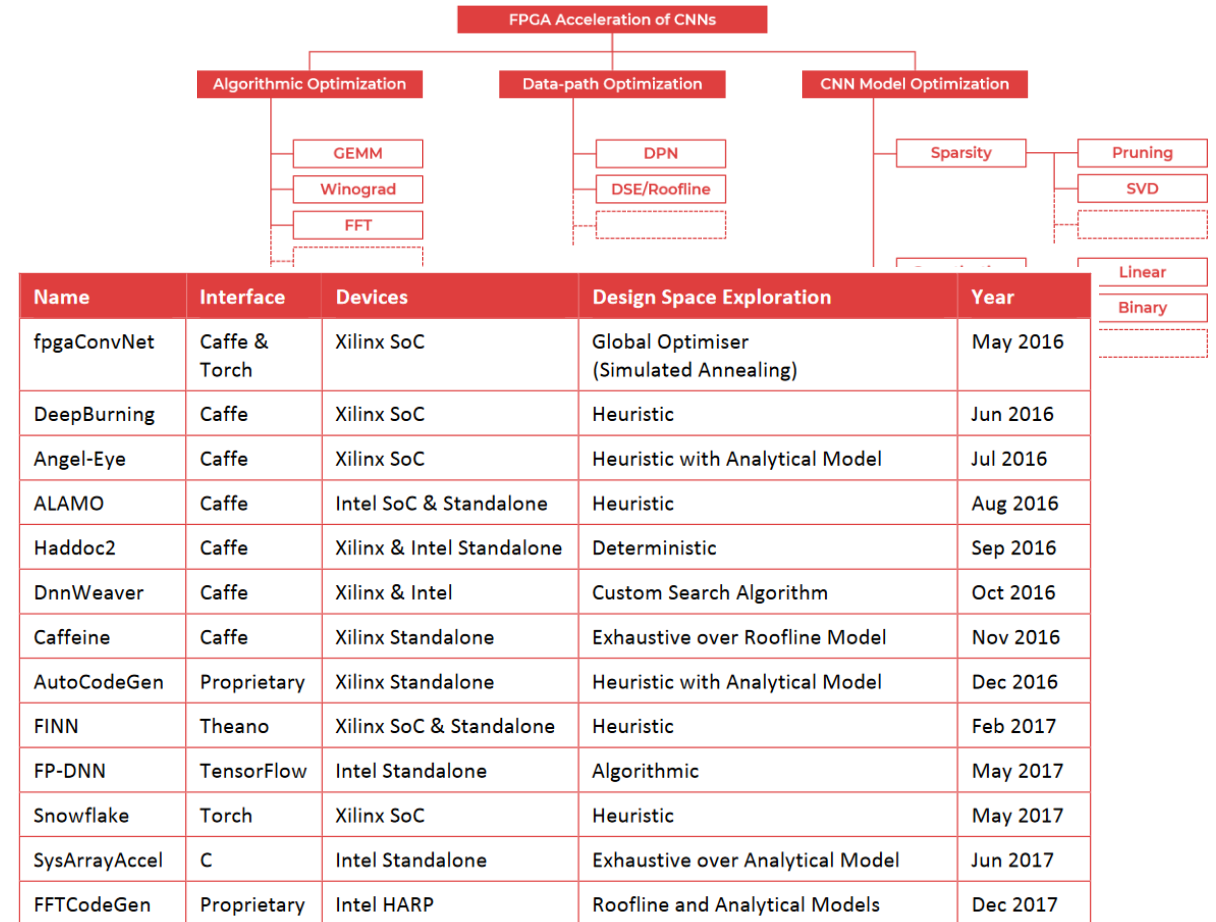 FPGA Acceleration of CNNs
Algorithmic Optimization
Data-path Optimization
CNN Model Optimization
GEMM
DPN
Sparsity
Pruning
Winograd
DSE/Roofline
SVD
FFT
Linear
Binary
Name Interface Devices Design Space Exploration Year
fpgaConvNet Caffe & Xilinx SoC Global Optimiser May 2016
Torch (Simulated Annealing)
DeepBurning Caffe Xilinx SoC Heuristic Jun 2016
Angel-Eye Caffe Xilinx SoC Heuristic with Analytical Model Jul 2016
ALAMO Caffe Intel SoC & Standalone Heuristic Aug 2016
Haddoc2 Caffe Xilinx & Intel Standalone Deterministic Sep 2016
DnnWeaver Caffe Xilinx & Intel Custom Search Algorithm Oct 2016
Caffeine Caffe Xilinx Standalone Exhaustive over Roofline Model Nov 2016
AutoCodeGen Proprietary Xilinx Standalone Heuristic with Analytical Model Dec 2016
FINN Theano Xilinx SoC & Standalone Heuristic Feb 2017
FP-DNN TensorFlow Intel Standalone Algorithmic May 2017
Snowflake Torch Xilinx SoC Heuristic May 2017
SysArrayAccel C Intel Standalone Exhaustive over Analytical Model Jun 2017
FFTCodeGen Proprietary Intel HARP Roofline and Analytical Models Dec 2017